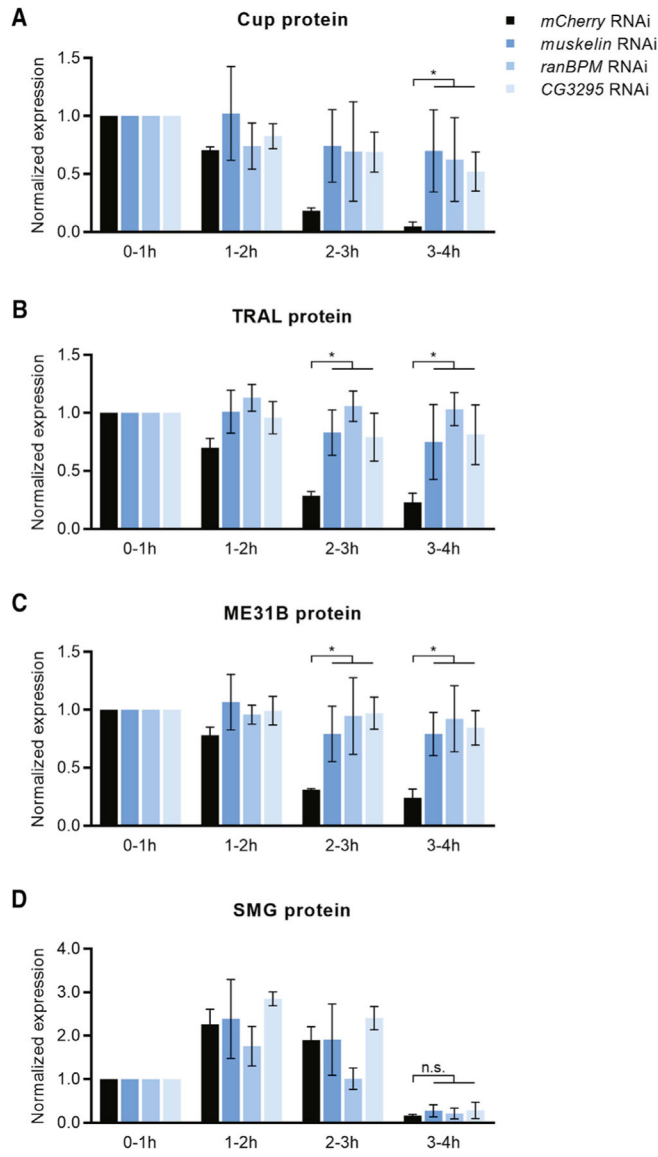 A
Cup protein
mCherry RNAi
muskelin RNAi
ranBPM RNAi
CG3295 RNAi
Normalized expression
1.5
1.0
0.5
0.0
*
0-1h 1-2h 2-3h 3-4h
B
TRAL protein
Normalized expression
1.5
1.0
0.5
0.0
* *
0-1h 1-2h 2-3h 3-4h
C
ME31B protein
Normalized expression
1.5
1.0
0.5
0.0
* *
0-1h 1-2h 2-3h 3-4h
D
SMG protein
Normalized expression
4.0
3.0
2.0
1.0
0.0
n.s.
0-1h 1-2h 2-3h 3-4h